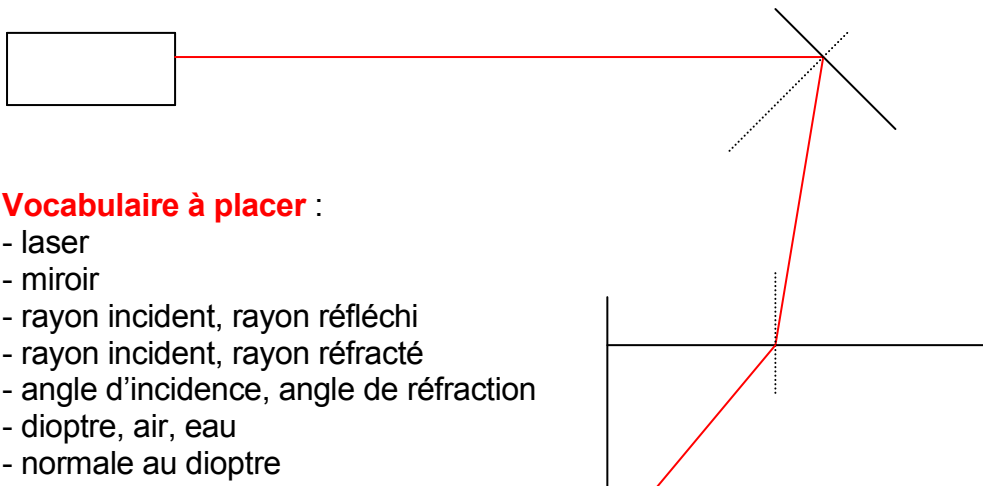 Vocabulaire à placer :
- laser
- miroir
- rayon incident, rayon réfléchi
- rayon incident, rayon réfracté
- angle d’incidence, angle de réfraction
- dioptre, air, eau
- normale au dioptre